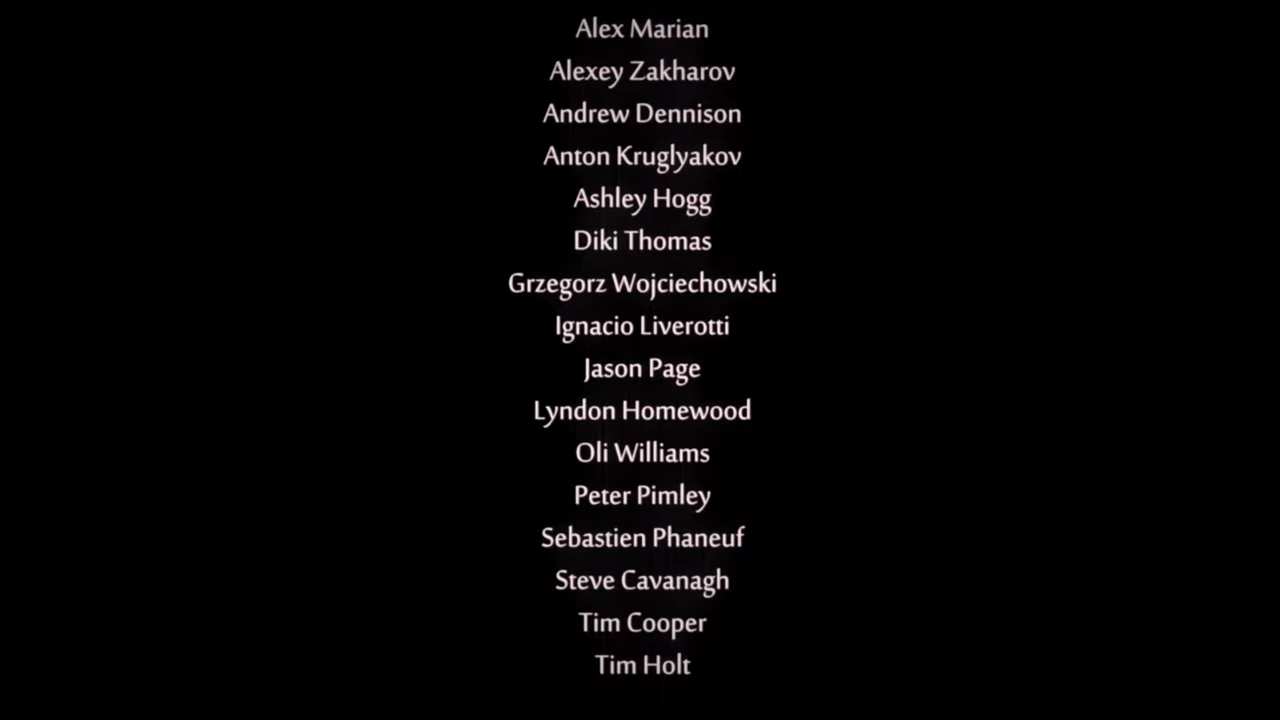 Alex Marian
Alexey Zakharov
Andrew Dennison
Anton Kruglyakov
Ashley Hogg
Diki Thomas
Grzegorz Wojciechowski
Ignacio Liverotti
Jason Page
Lyndon Homewood
Oli Williams
Peter Pimley
Sebastien Phaneuf
Steve Cavanagh
Tim Cooper
Tim Holt